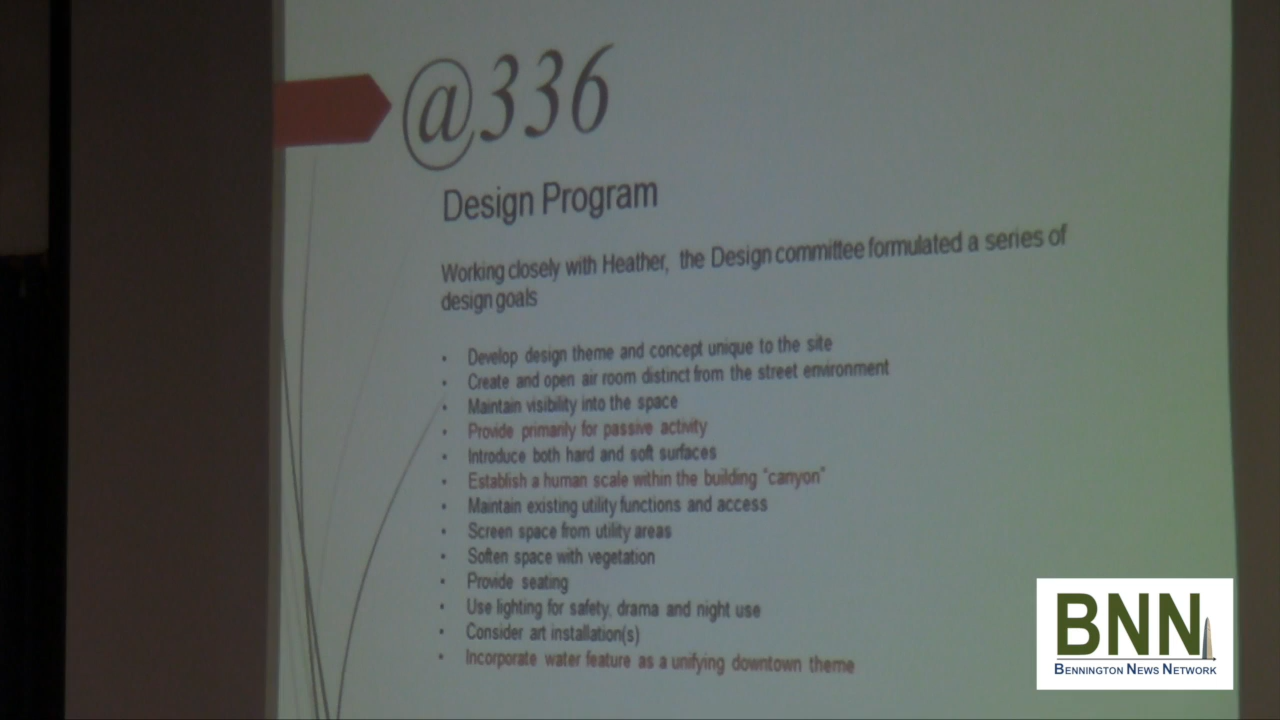 @336
Design Program
Working closely with Heather, the Design committee formulated a series of
design goals
• Develop design theme and concept unique to the site
• Create and open air room distinct from the street environment
• Maintain visibility into the space
• Provide primarily for passive activity
• Introduce both hard and soft surfaces
• Establish a human scale within the building "canyon"
• Maintain existing utility functions and access
• Screen space from utility areas
• Soften space with vegetation
• Provide seating
• Use lighting for safety, drama and night use
• Consider art installation(s)
• Incorporate water feature as a unifying downtown theme
BNN
BENNINGTON NEWS NETWORK